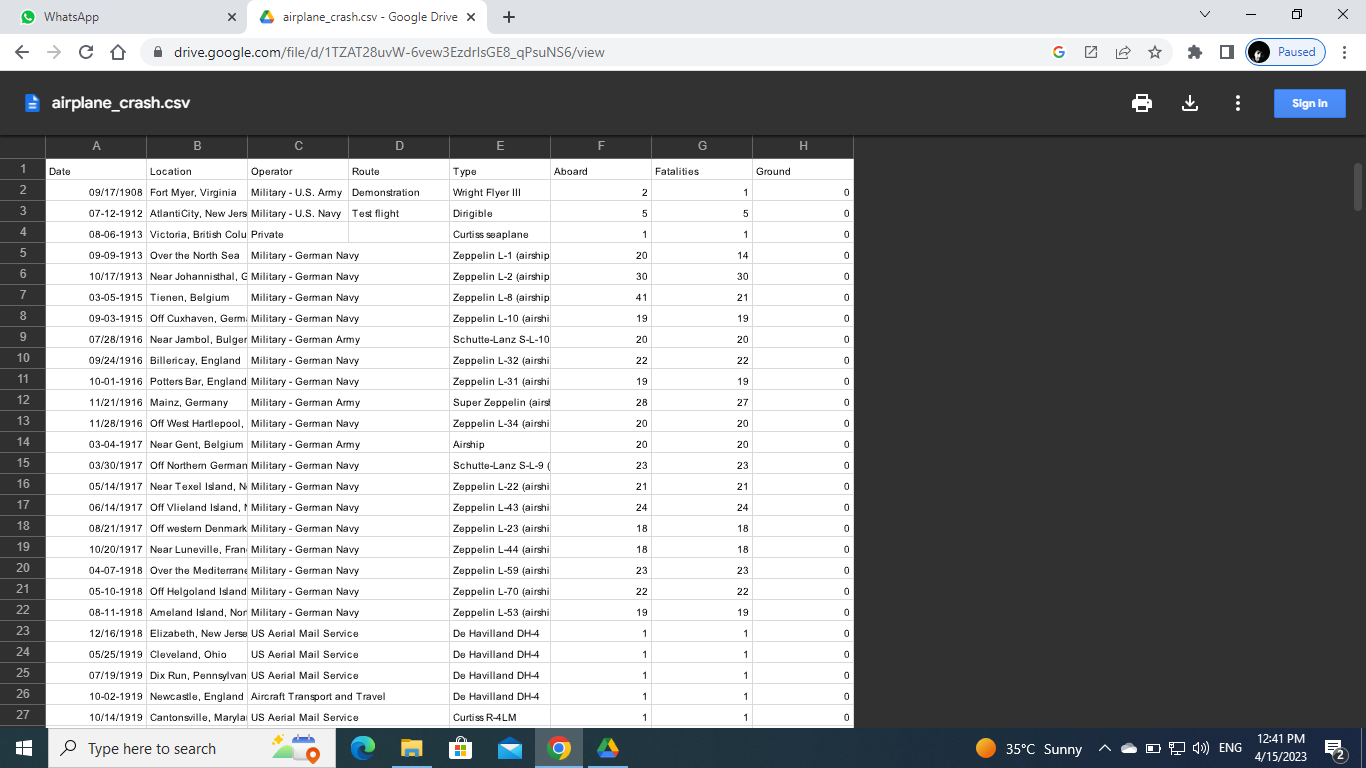 WhatsApp
airplane_crash.csv - Google Drive
drive.google.com/file/d/1TZAT28uvW-6vew3EzdrIsGE8_qPsuNS6/view
Paused
airplane_crash.csv
Sign in
A B C D E F G H
1 Date Location Operator Route Type Aboard Fatalities Ground
2 09/17/1908 Fort Myer, Virginia Military - U.S. Army Demonstration Wright Flyer III 2 1 0
3 07-12-1912 AtlantiCity, New Jers Military - U.S. Navy Test flight Dirigible 5 5 0
4 08-06-1913 Victoria, British Colu Private Curtiss seaplane 1 1 0
5 09-09-1913 Over the North Sea Military - German Navy Zeppelin L-1 (airship 20 14 0
6 10/17/1913 Near Johannisthal, G Military - German Navy Zeppelin L-2 (airship 30 30 0
7 03-05-1915 Tienen, Belgium Military - German Navy Zeppelin L-8 (airship 41 21 0
8 09-03-1915 Off Cuxhaven, Germ Military - German Navy Zeppelin L-10 (airshi 19 19 0
9 07/28/1916 Near Jambol, Bulger Military - German Army Schutte-Lanz S-L-10 20 20 0
10 09/24/1916 Billericay, England Military - German Navy Zeppelin L-32 (airshi 22 22 0
11 10-01-1916 Potters Bar, England Military - German Navy Zeppelin L-31 (airshi 19 19 0
12 11/21/1916 Mainz, Germany Military - German Army Super Zeppelin (airsh 28 27 0
13 11/28/1916 Off West Hartlepool, Military - German Navy Zeppelin L-34 (airshi 20 20 0
14 03-04-1917 Near Gent, Belgium Military - German Army Airship 20 20 0
15 03/30/1917 Off Northern German Military - German Navy Schutte-Lanz S-L-9 ( 23 23 0
16 05/14/1917 Near Texel Island, N Military - German Navy Zeppelin L-22 (airshi 21 21 0
17 06/14/1917 Off Vlieland Island, N Military - German Navy Zeppelin L-43 (airshi 24 24 0
18 08/21/1917 Off western Denmark Military - German Navy Zeppelin L-23 (airshi 18 18 0
19 10/20/1917 Near Luneville, Fran Military - German Navy Zeppelin L-44 (airshi 18 18 0
20 04-07-1918 Over the Mediterrane Military - German Navy Zeppelin L-59 (airshi 23 23 0
21 05-10-1918 Off Helgoland Island Military - German Navy Zeppelin L-70 (airshi 22 22 0
22 08-11-1918 Ameland Island, Nor Military - German Navy Zeppelin L-53 (airshi 19 19 0
23 12/16/1918 Elizabeth, New Jerse US Aerial Mail Service De Havilland DH-4 1 1 0
24 05/25/1919 Cleveland, Ohio US Aerial Mail Service De Havilland DH-4 1 1 0
25 07/19/1919 Dix Run, Pennsylvan US Aerial Mail Service De Havilland DH-4 1 1 0
26 10-02-1919 Newcastle, England Aircraft Transport and Travel De Havilland DH-4 1 1 0
27 10/14/1919 Cantonsville, Maryla US Aerial Mail Service Curtiss R-4LM 1 1 0
Type here to search
35°C Sunny
ENG
12:41 PM
4/15/2023
2